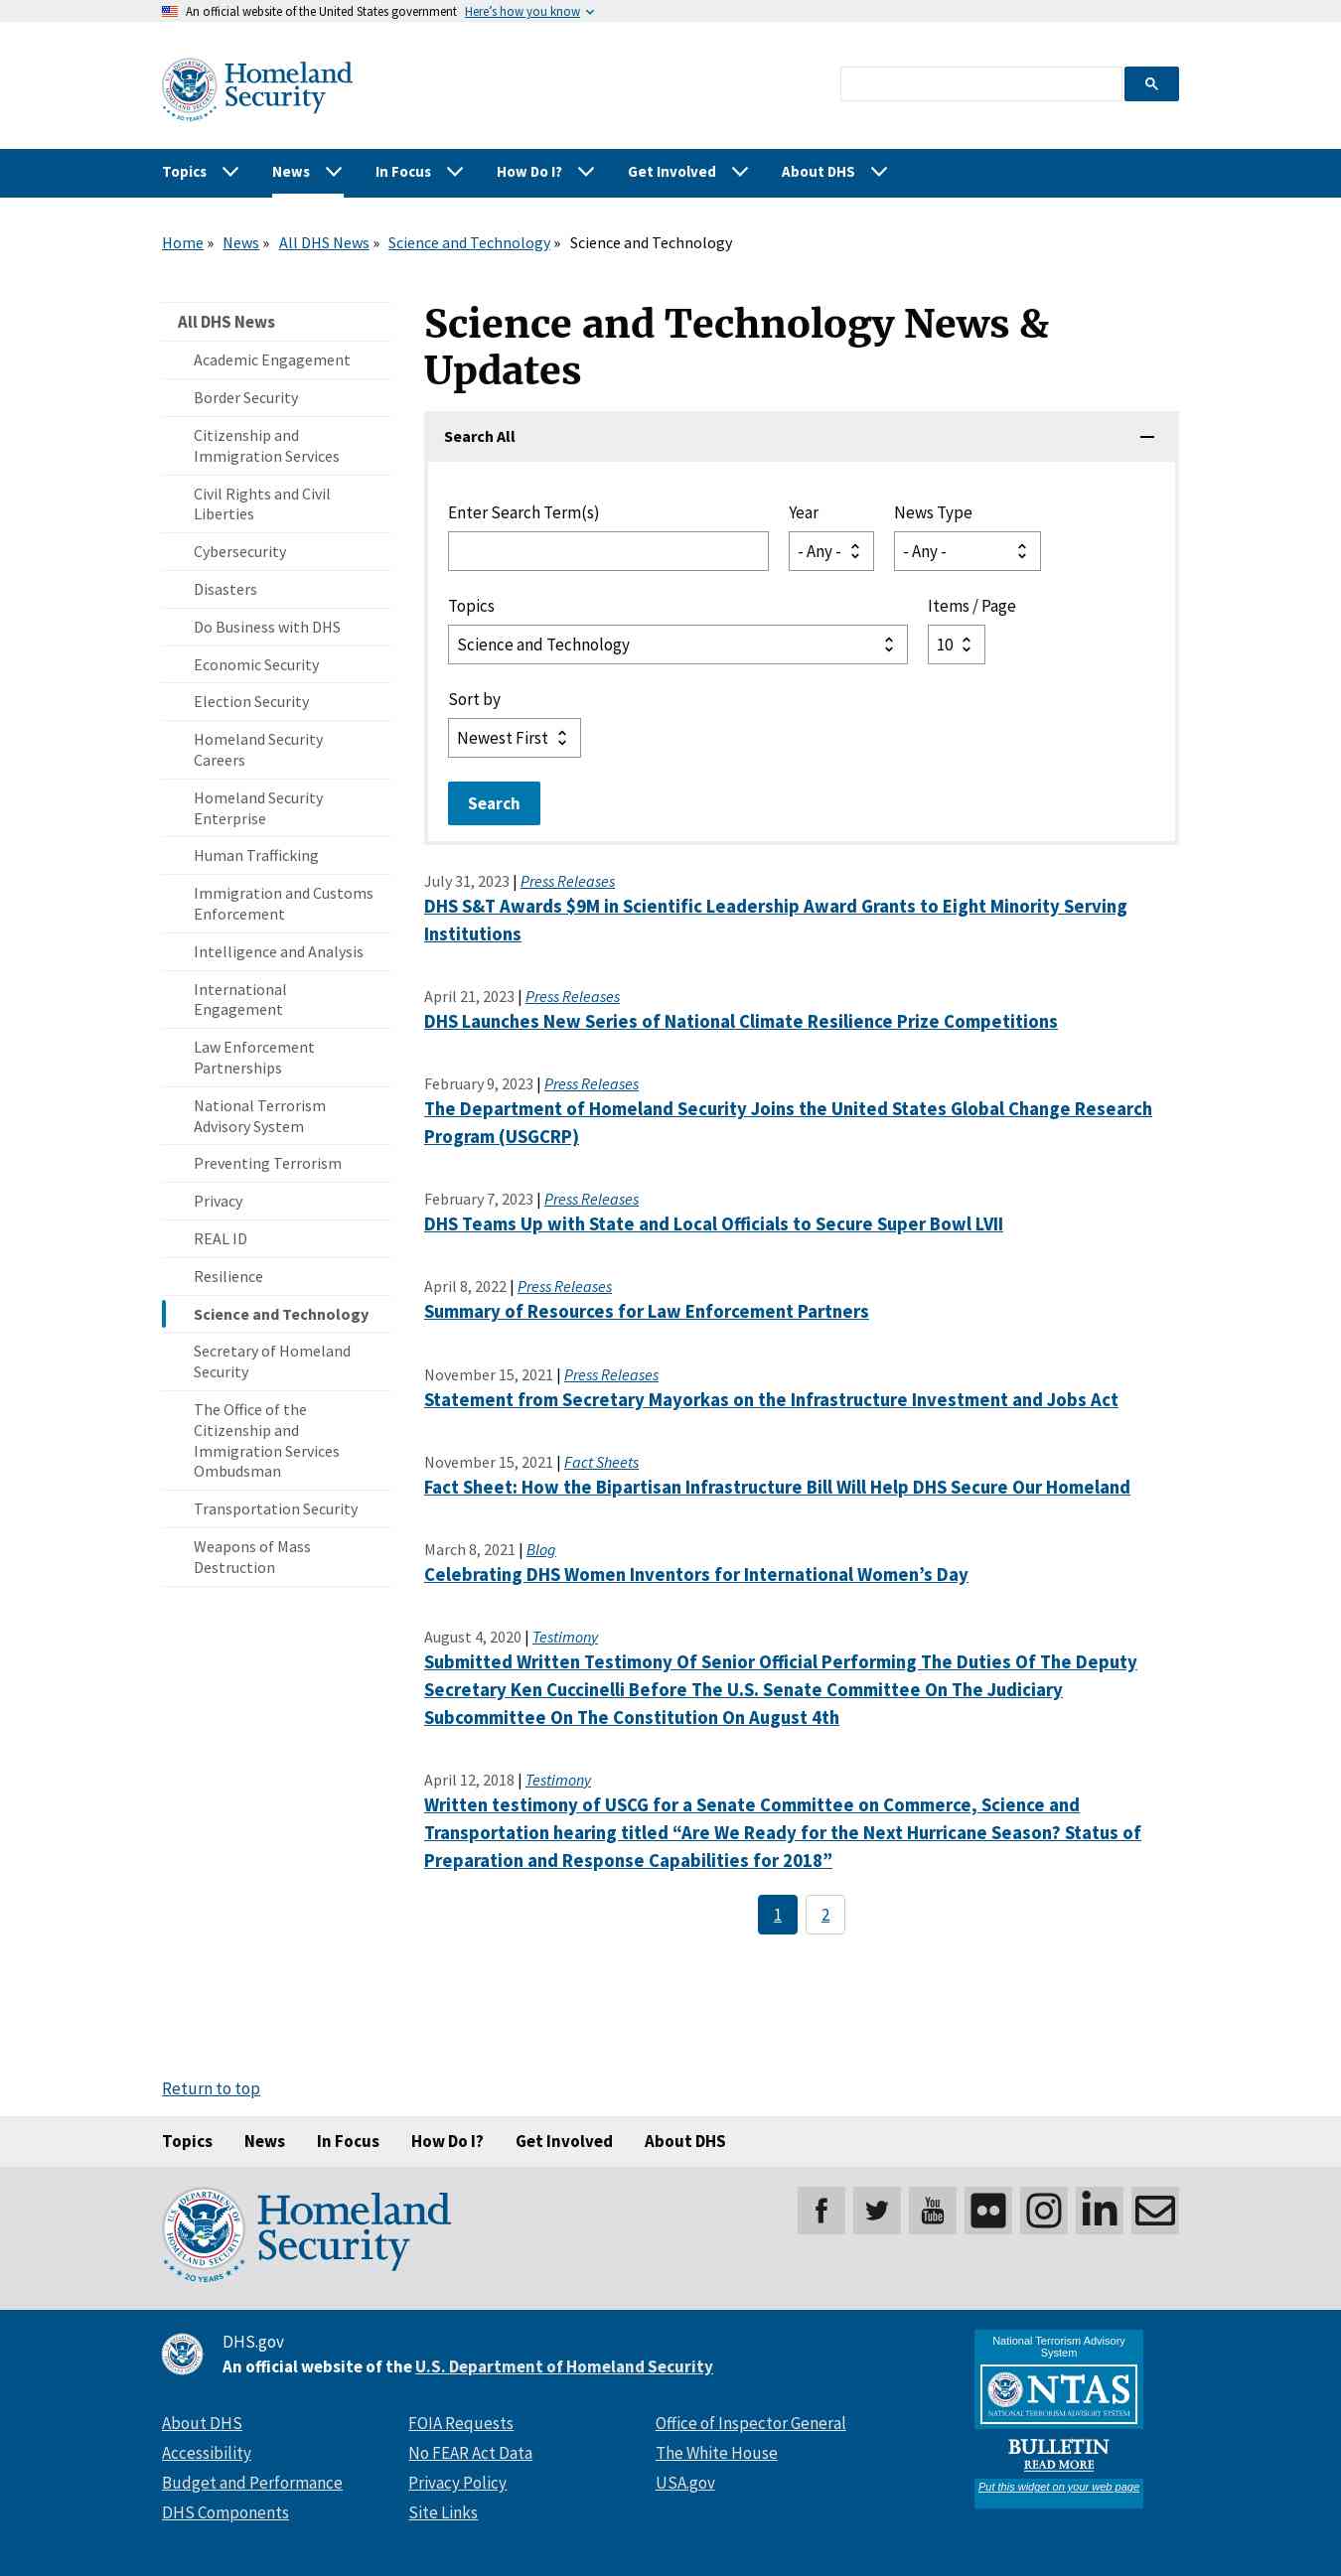 An official website of the United States government Here's how you know
Homeland
Security
Topics News In Focus How Do I? Get Involved About DHS
Home » News » All DHS News » Science and Technology » Science and Technology
All DHS News
Academic Engagement
Border Security
Citizenship and
Immigration Services
Civil Rights and Civil
Liberties
Cybersecurity
Disasters
Do Business with DHS
Economic Security
Election Security
Homeland Security
Careers
Homeland Security
Enterprise
Human Trafficking
Immigration and Customs
Enforcement
Intelligence and Analysis
International
Engagement
Law Enforcement
Partnerships
National Terrorism
Advisory System
Preventing Terrorism
Privacy
REAL ID
Resilience
Science and Technology
Secretary of Homeland
Security
The Office of the
Citizenship and
Immigration Services
Ombudsman
Transportation Security
Weapons of Mass
Destruction
Science and Technology News &
Updates
Search All
Enter Search Term(s) Year News Type
- Any - - Any -
Topics Items / Page
Science and Technology 10
Sort by
Newest First
Search
July 31, 2023 | Press Releases
DHS S&T Awards $9M in Scientific Leadership Award Grants to Eight Minority Serving
Institutions
April 21, 2023 | Press Releases
DHS Launches New Series of National Climate Resilience Prize Competitions
February 9, 2023 | Press Releases
The Department of Homeland Security Joins the United States Global Change Research
Program (USGCRP)
February 7, 2023 | Press Releases
DHS Teams Up with State and Local Officials to Secure Super Bowl LVII
April 8, 2022 | Press Releases
Summary of Resources for Law Enforcement Partners
November 15, 2021 | Press Releases
Statement from Secretary Mayorkas on the Infrastructure Investment and Jobs Act
November 15, 2021 | Fact Sheets
Fact Sheet: How the Bipartisan Infrastructure Bill Will Help DHS Secure Our Homeland
March 8, 2021 | Blog
Celebrating DHS Women Inventors for International Women’s Day
August 4, 2020 | Testimony
Submitted Written Testimony Of Senior Official Performing The Duties Of The Deputy
Secretary Ken Cuccinelli Before The U.S. Senate Committee On The Judiciary
Subcommittee On The Constitution On August 4th
April 12, 2018 | Testimony
Written testimony of USCG for a Senate Committee on Commerce, Science and
Transportation hearing titled “Are We Ready for the Next Hurricane Season? Status of
Preparation and Response Capabilities for 2018”
1 2
Return to top
Topics News In Focus How Do I? Get Involved About DHS
U.S. DEPARTMENT OF
HOMELAND SECURITY
20 YEARS
Homeland
Security
You
Tube
in
DHS.gov
An official website of the U.S. Department of Homeland Security
About DHS
Accessibility
Budget and Performance
DHS Components
FOIA Requests
No FEAR Act Data
Privacy Policy
Site Links
Office of Inspector General
The White House
USA.gov
National Terrorism Advisory
System
NTAS
NATIONAL TERRORISM ADVISORY SYSTEM
BULLETIN
READ MORE
Put this widget on your web page